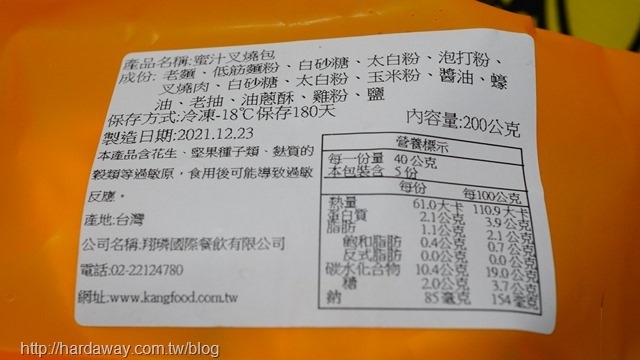 產品名稱:蜜汁叉燒包
成份: 老麵、低筋麵粉、白砂糖、太白粉、泡打粉、
叉燒肉、白砂糖、太白粉、玉米粉、醬油、蠔
油、老抽、油蔥酥、雞粉、鹽
保存方式:冷凍-18℃保存180天
內容量:200公克
製造日期:2021.12.23
本產品含花生、堅果種子類、麩質的
穀類等過敏原，食用後可能導致過敏
反應。
產地:台灣
公司名稱:翔璘國際餐飲有限公司
電話:02-22124780
網址:www.kangfood.com.tw
營養標示
每一份量 40公克
本包裝含 5份
每份 每100公克
熱量 61.0大卡 110.9大卡
蛋白質 2.1公克 3.9公克
脂肪 1.1公克 2.1公克
飽和脂肪 0.4公克 0.7公克
反式脂肪 0.0公克 0.0公克
碳水化合物 10.4公克 19.0公克
糖 2.0公克 3.7公克
鈉 85毫克 154毫克
http://hardaway.com.tw/blog